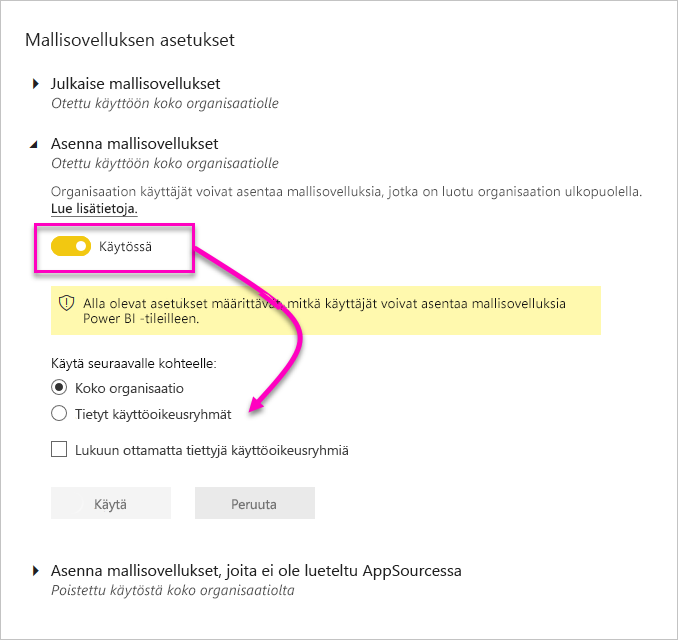 Mallisovelluksen asetukset
Julkaise mallisovellukset
Otettu käyttöön koko organisaatiolle
Asenna mallisovellukset
Otettu käyttöön koko organisaatiolle
Organisaation käyttäjät voivat asentaa mallisovelluksia, jotka on luotu organisaation ulkopuolella.
Lue lisätietoja.
Käytössä
Alla olevat asetukset määrittävät, mitkä käyttäjät voivat asentaa mallisovelluksia
Power BI -tileilleen.
Käytä seuraavalle kohteelle:
Koko organisaatio
Tietyt käyttöoikeusryhmät
Lukuun ottamatta tiettyjä käyttöoikeusryhmiä
Käytä
Peruuta
Asenna mallisovellukset, joita ei ole lueteltu AppSourcessa
Poistettu käytöstä koko organisaatiolta